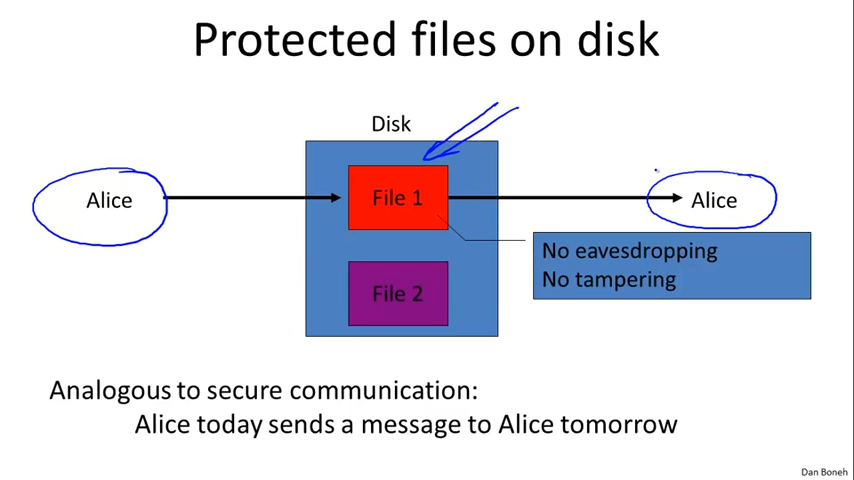 Protected files on disk
Disk
Alice
File 1
Alice
No eavesdropping
No tampering
File 2
Analogous to secure communication:
Alice today sends a message to Alice tomorrow
Dan Boneh